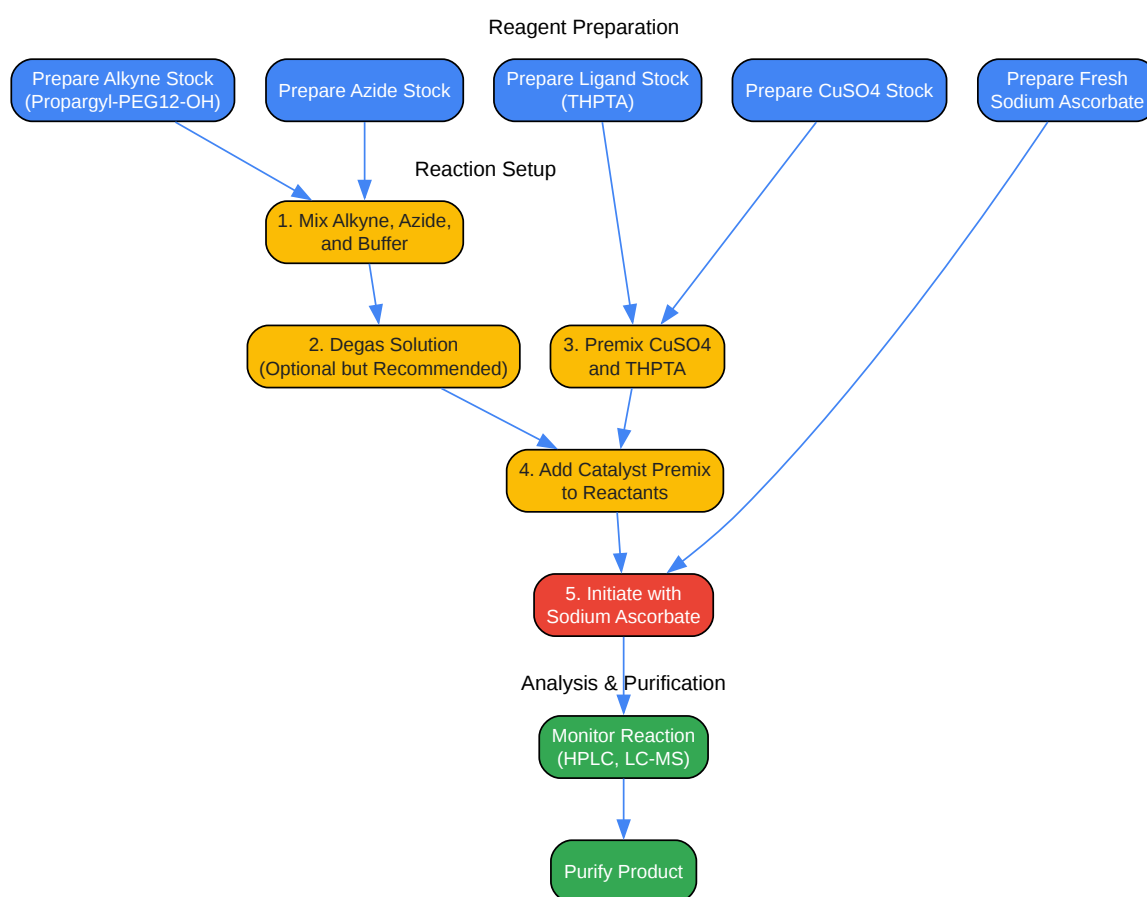 Reagent Preparation
Prepare Alkyne Stock
(Propargyl-PEG12-OH)
Prepare Azide Stock
Prepare Ligand Stock
(THPTA)
Prepare CuSO4 Stock
Prepare Fresh
Sodium Ascorbate
Reaction Setup
1. Mix Alkyne, Azide,
and Buffer
2. Degas Solution
(Optional but Recommended)
3. Premix CuSO4
and THPTA
4. Add Catalyst Premix
to Reactants
5. Initiate with
Sodium Ascorbate
Analysis & Purification
Monitor Reaction
(HPLC, LC-MS)
Purify Product